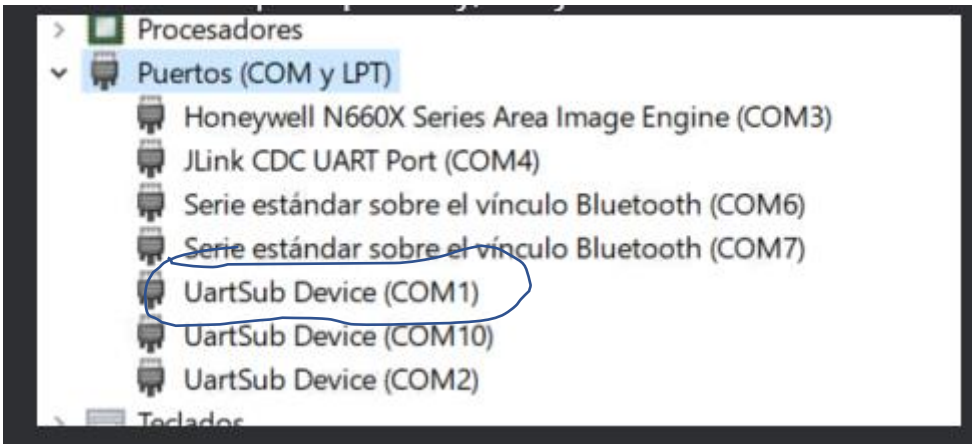 Procesadores
Puertos (COM y LPT)
Honeywell N660X Series Area Image Engine (COM3)
JLink CDC UART Port (COM4)
Serie estándar sobre el vínculo Bluetooth (COM6)
Serie estándar sobre el vínculo Bluetooth (COM7)
UartSub Device (COM1)
UartSub Device (COM10)
UartSub Device (COM2)
Teclados